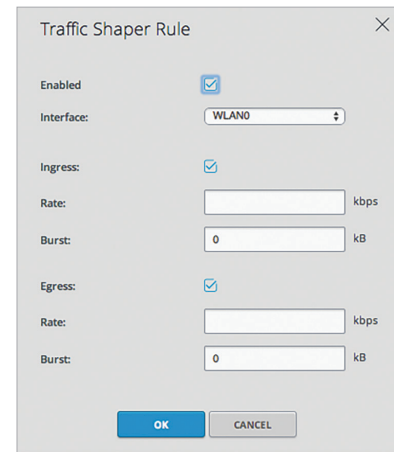 Traffic Shaper Rule
Enabled
Interface: WLAN0
Ingress:
Rate: kbps
Burst: 0 kB
Egress:
Rate: kbps
Burst: 0 kB
OK CANCEL